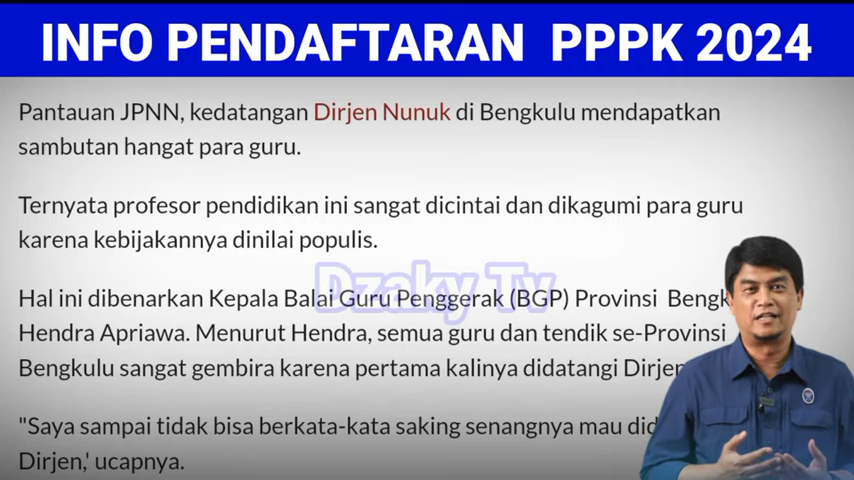 INFO PENDAFTARAN PPPK 2024
Pantauan JPNN, kedatangan Dirjen Nunuk di Bengkulu mendapatkan
sambutan hangat para guru.
Ternyata profesor pendidikan ini sangat dicintai dan dikagumi para guru
karena kebijakannya dinilai populis.
Dzaky Tv
Hal ini dibenarkan Kepala Balai Guru Penggerak (BGP) Provinsi Bengk
Hendra Apriawa. Menurut Hendra, semua guru dan tendik se-Provinsi
Bengkulu sangat gembira karena pertama kalinya didatangi Dirjen
"Saya sampai tidak bisa berkata-kata saking senangnya mau did
Dirjen,' ucapnya.